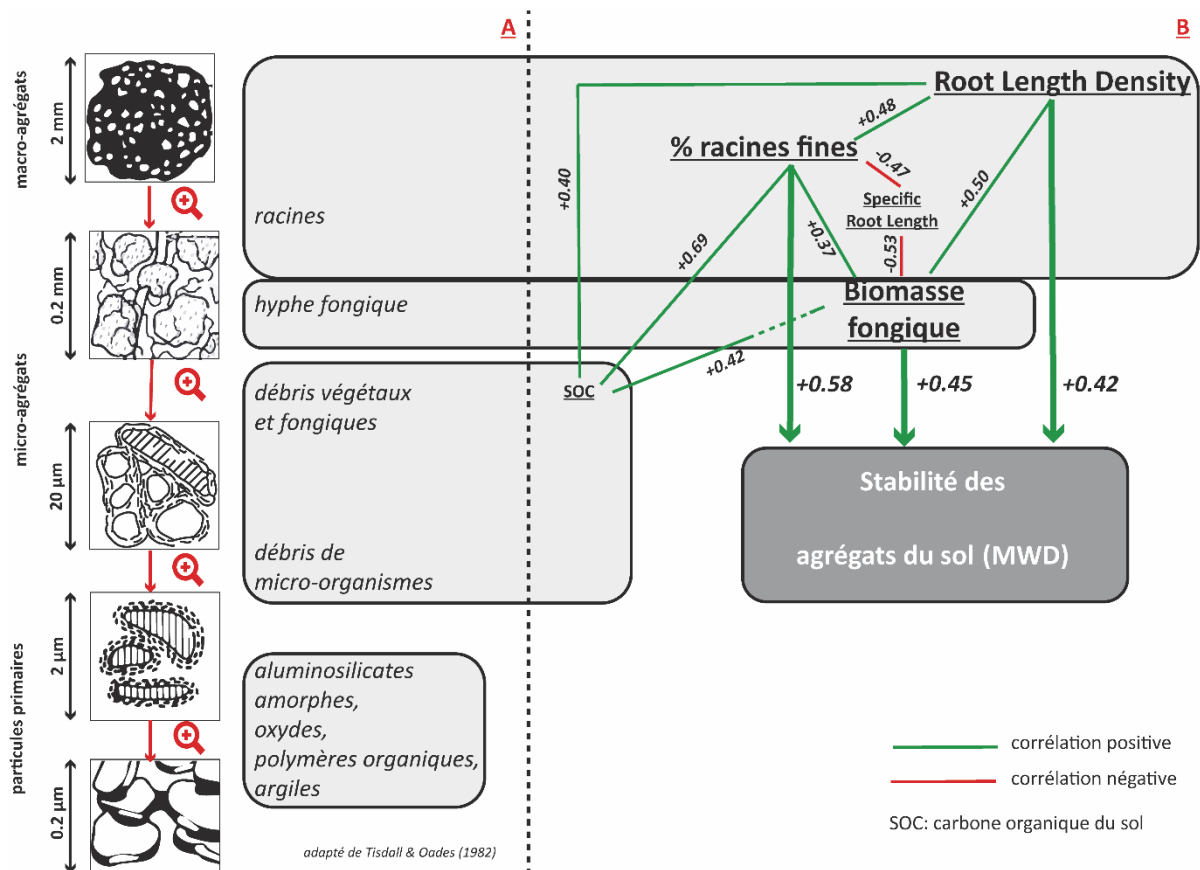 A
B
macro-agrégats
2 mm
0.2 mm
micro-agrégats
20 µm
2 µm
particules primaires
0.2 µm
racines
hyphe fongique
débris végétaux
et fongiques
débris de
micro-organismes
aluminosilicates
amorphes,
oxydes,
polymères organiques,
argiles
adapté de Tisdall & Oades (1982)
Root Length Density
+0.48
% racines fines
-0.47
+0.40
Specific
Root Length
+0.50
+0.69
+0.37
-0.53
Biomasse
fongique
+0.42
SOC
+0.58
+0.45
+0.42
Stabilité des
agrégats du sol (MWD)
corrélation positive
corrélation négative
SOC: carbone organique du sol